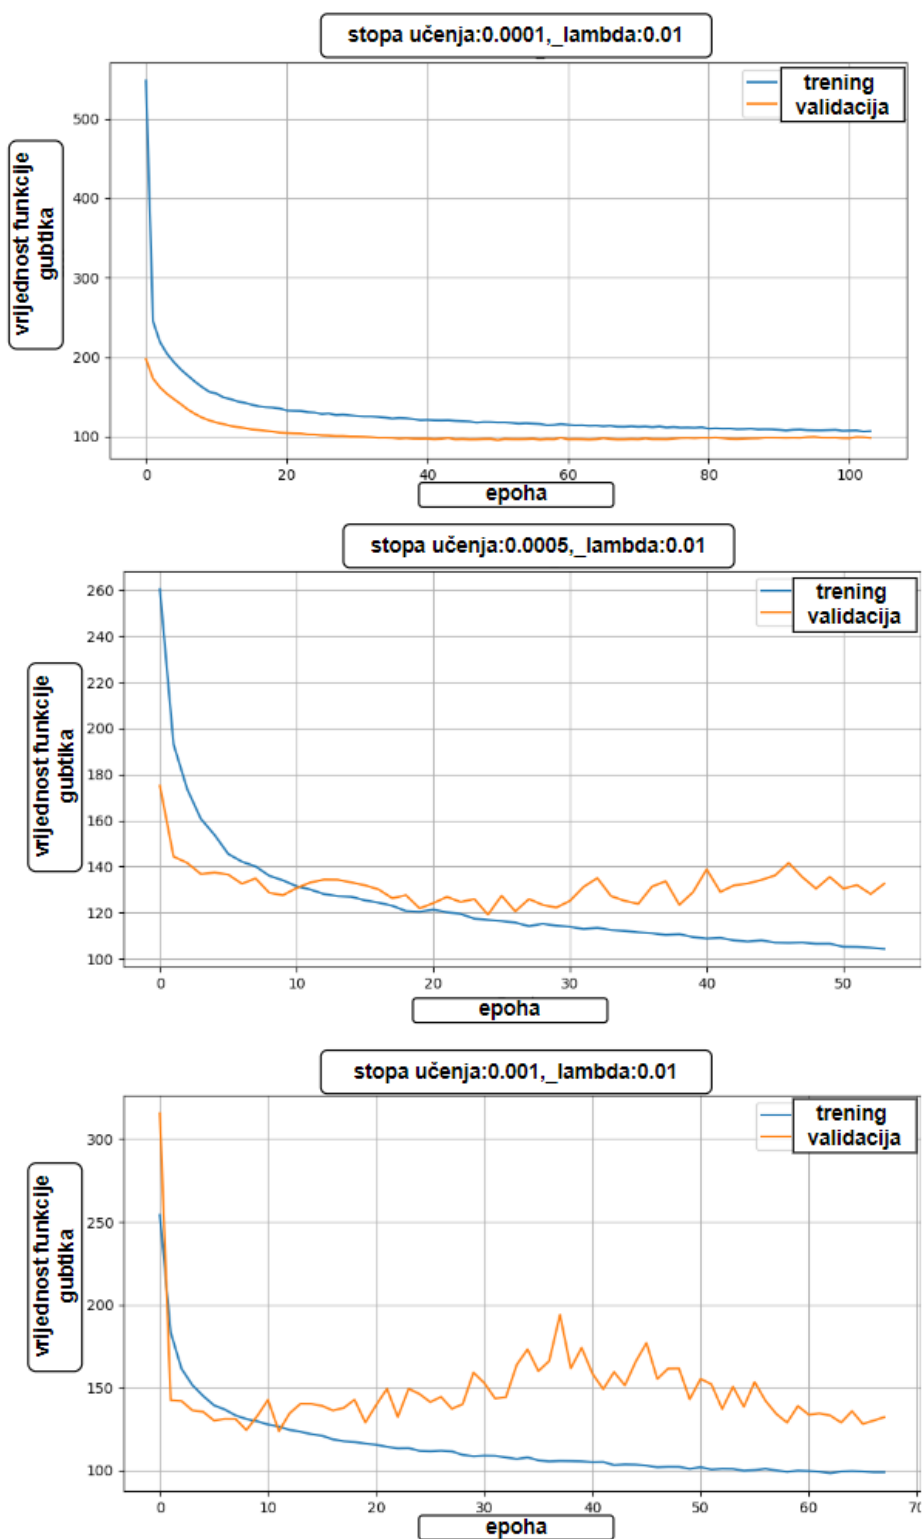 stopa učenja:0.0001,_lambda:0.01
trening
validacija
vrijednost funkcije
gubtika
500
400
300
200
100
0 20 40 60 80 100
epoha
stopa učenja:0.0005,_lambda:0.01
trening
validacija
vrijednost funkcije
gubtika
260
240
220
200
180
160
140
120
100
0 10 20 30 40 50
epoha
stopa učenja:0.001,_lambda:0.01
trening
validacija
vrijednost funkcije
gubtika
300
250
200
150
100
0 10 20 30 40 50 60 70
epoha